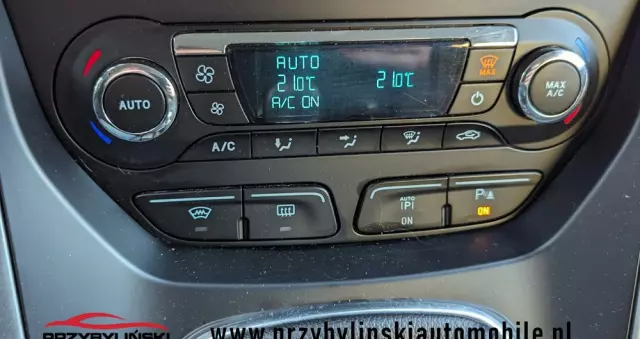 AUTO
21.0°C 21.0°C
A/C ON
MAX
AUTO
MAX
A/C
A/C
AUTO
P
ON
P
ON
PRZYBYLIŃSKI
www.przybylinskiautomobile.pl